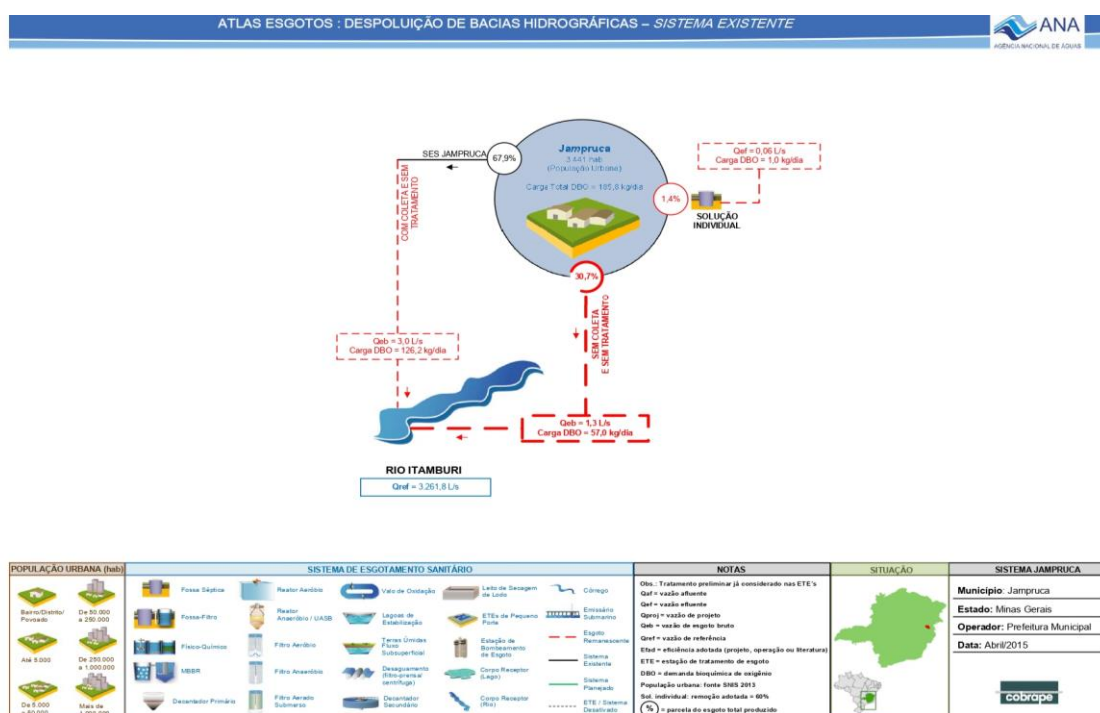 ATLAS ESGOTOS : DESPOLUIÇÃO DE BACIAS HIDROGRÁFICAS – SISTEMA EXISTENTE
ANA
AGÊNCIA NACIONAL DE ÁGUAS
Jampruca
3.441 hab
(População Urbana)
Carga Total DBO = 185,8 kg/dia
SES JAMPRUCA
67,9%
COM COLETA E SEM
TRATAMENTO
Qeb = 3,0 L/s
Carga DBO = 126,2 kg/dia
1,4%
SOLUÇÃO
INDIVIDUAL
Qef = 0,06 L/s
Carga DBO = 1,0 kg/dia
30,7%
SEM COLETA
E SEM TRATAMENTO
Qeb = 1,3 L/s
Carga DBO = 57,0 kg/dia
RIO ITAMBURI
Qref = 3.261,8 L/s
POPULAÇÃO URBANA (hab)
Bairro/Distrito/
Povoado
De 50.000
a 250.000
Até 5.000
De 250.000
a 1.000.000
De 5.000
a 50.000
Mais de
1.000.000
SISTEMA DE ESGOTAMENTO SANITÁRIO
Fossa Séptica
Fossa-Filtro
Físico-Químico
MBBR
Decantador Primário
Reator Aeróbio
Reator
Anaeróbio / UASB
Filtro Aeróbio
Filtro Anaeróbio
Filtro Aerado
Submerso
Valo de Oxidação
Lagoas de
Estabilização
Terras Úmidas
Fluxo
Subsuperficial
Desaguamento
(filtro-prensa/
centrífuga)
Decantador
Secundário
Leito de Secagem
de Lodo
ETEs de Pequeno
Porte
Estação de
Bombeamento
de Esgoto
Corpo Receptor
(Lago)
Corpo Receptor
(Rio)
Córrego
Emissário
Submarino
Esgoto
Remanescente
Sistema
Existente
Sistema
Planejado
ETE / Sistema
Desativado
NOTAS
Obs.: Tratamento preliminar já considerado nas ETE's
Qaf = vazão afluente
Qef = vazão efluente
Qproj = vazão de projeto
Qeb = vazão de esgoto bruto
Qref = vazão de referência
Efad = eficiência adotada (projeto, operação ou literatura)
ETE = estação de tratamento de esgoto
DBO = demanda bioquímica de oxigênio
População urbana: fonte SNIS 2013
Sol. individual: remoção adotada = 60%
(%) = parcela do esgoto total produzido
SITUAÇÃO
SISTEMA JAMPRUCA
Município: Jampruca
Estado: Minas Gerais
Operador: Prefeitura Municipal
Data: Abril/2015
cobrape